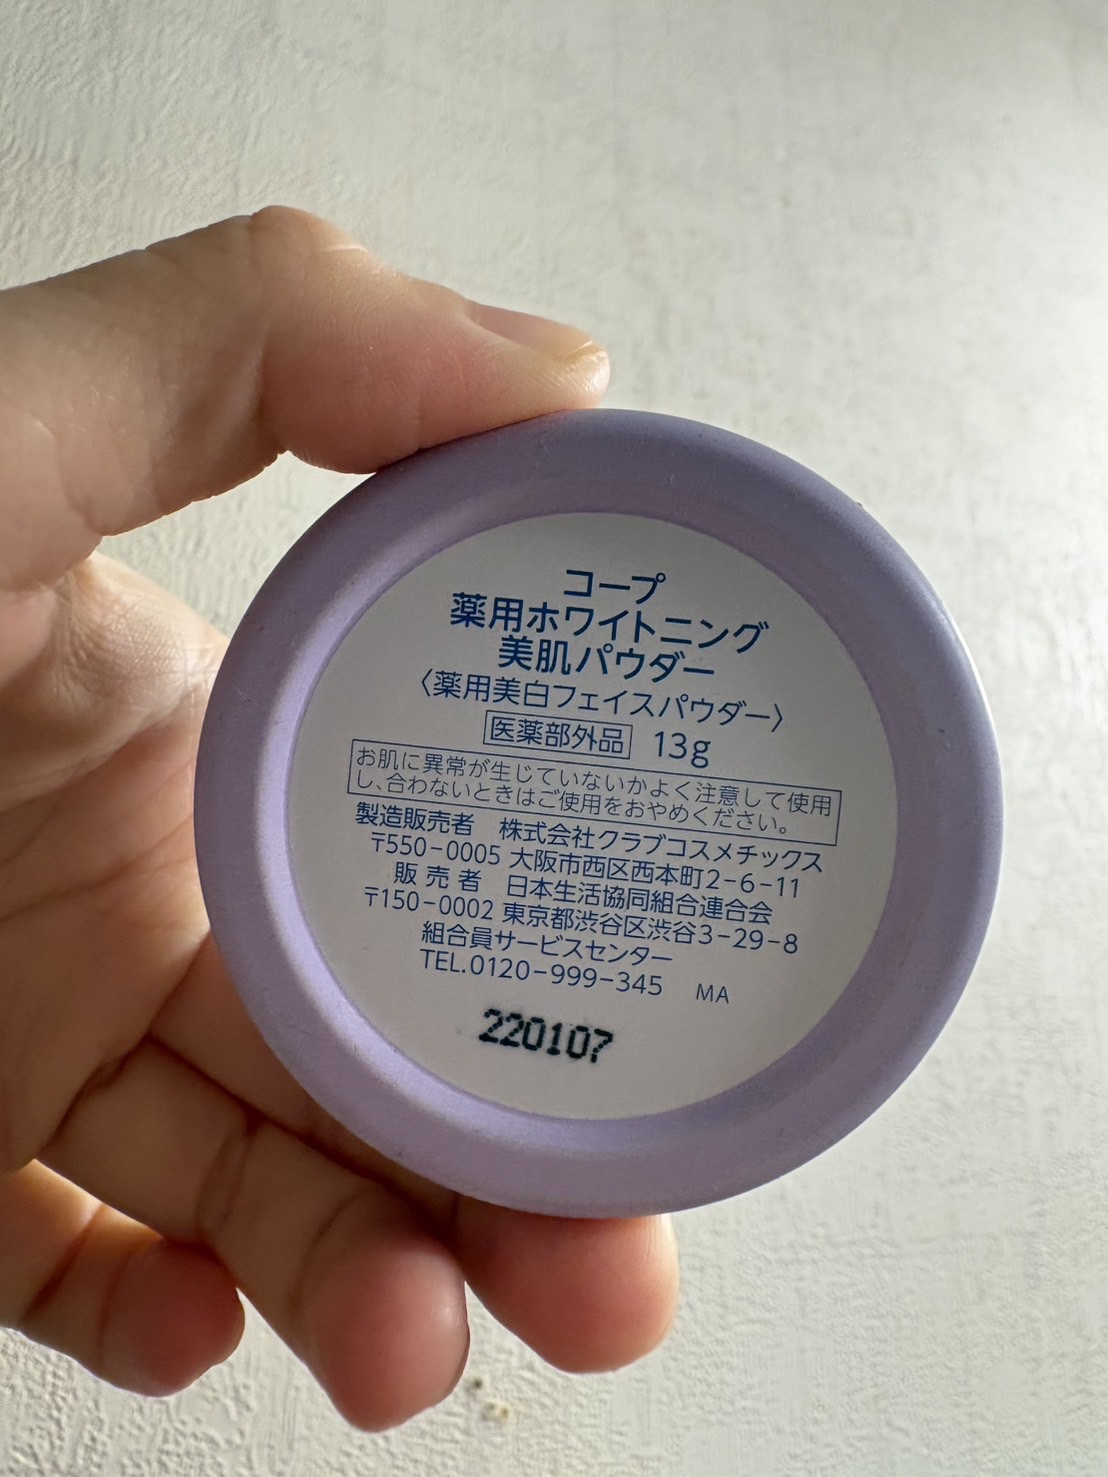 コープ
薬用ホワイトニング
美肌パウダー
〈薬用美白フェイスパウダー〉
医薬部外品 13g
お肌に異常が生じていないかよく注意して使用
し、合わないときはご使用をおやめください。
製造販売者 株式会社クラブコスメチックス
〒550-0005 大阪市西区西本町2-6-11
販売者 日本生活協同組合連合会
〒150-0002 東京都渋谷区渋谷3-29-8
組合員サービスセンター
TEL.0120-999-345 MA
220107